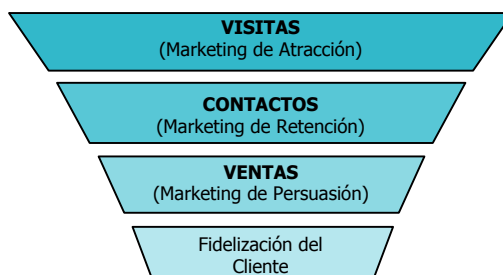 VISITAS
(Marketing de Atracción)
CONTACTOS
(Marketing de Retención)
VENTAS
(Marketing de Persuasión)
Fidelización del
Cliente